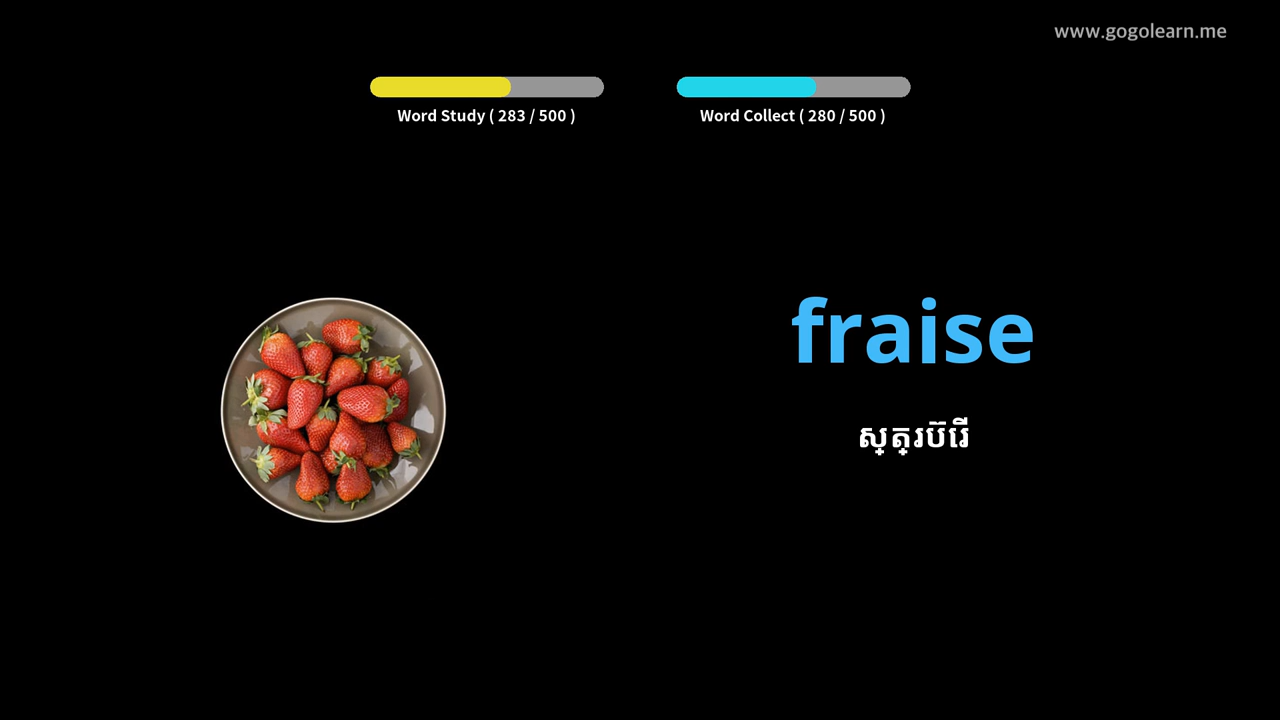 www.gogolearn.me
Word Study ( 283 / 500 )
Word Collect ( 280 / 500 )
fraise
ស្ត្របឺរី